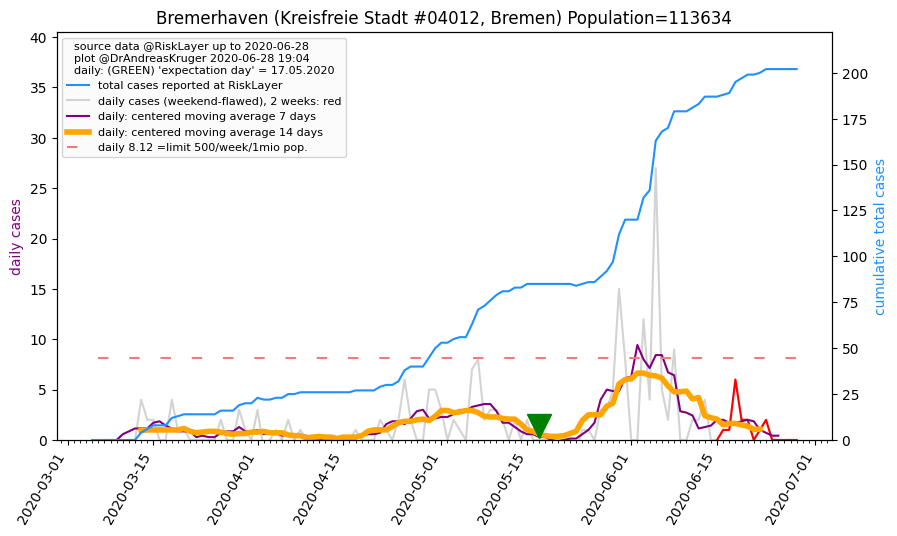 Bremerhaven (Kreisfreie Stadt #04012, Bremen) Population=113634
source data @RiskLayer up to 2020-06-28
plot @DrAndreasKruger 2020-06-28 19:04
daily: (GREEN) 'expectation day' = 17.05.2020
total cases reported at RiskLayer
daily cases (weekend-flawed), 2 weeks: red
daily: centered moving average 7 days
daily: centered moving average 14 days
daily 8.12 =limit 500/week/1mio pop.
daily cases
40
35
30
25
20
15
10
5
0
cumulative total cases
200
175
150
125
100
75
50
25
0
2020-03-01
2020-03-15
2020-04-01
2020-04-15
2020-05-01
2020-05-15
2020-06-01
2020-06-15
2020-07-01